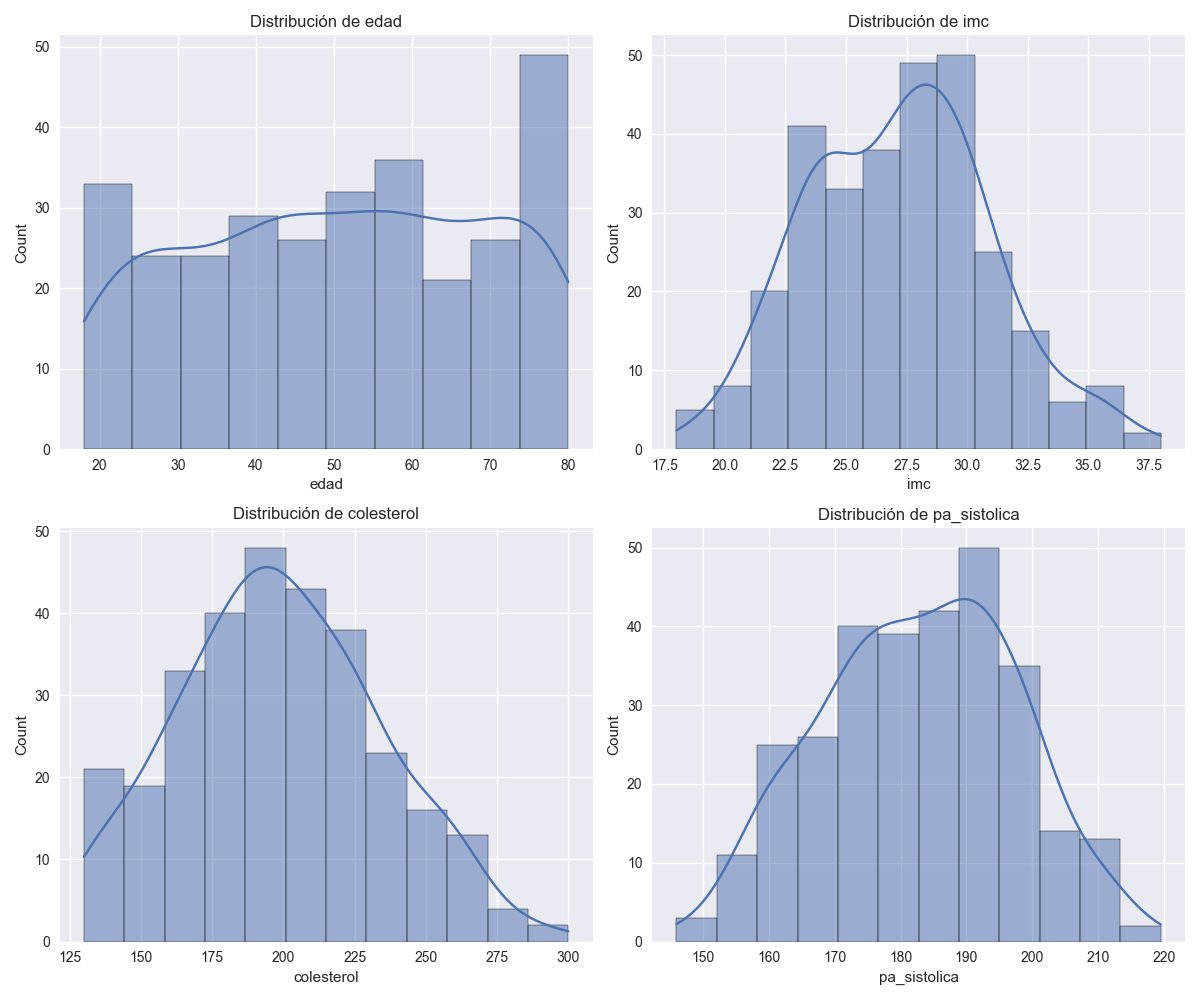 Distribución de edad
50
40
30
20
10
0
Count
20 30 40 50 60 70 80
edad
Distribución de imc
50
40
30
20
10
0
Count
17.5 20.0 22.5 25.0 27.5 30.0 32.5 35.0 37.5
imc
Distribución de colesterol
50
40
30
20
10
0
Count
125 150 175 200 225 250 275 300
colesterol
Distribución de pa_sistolica
50
40
30
20
10
0
Count
150 160 170 180 190 200 210 220
pa_sistolica